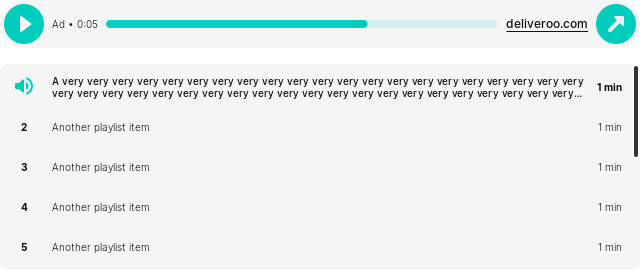 Ad • 0:05
deliveroo.com
A very very very very very very very very very very very very very very very very very very very very very
very very very very very very very very very very very very very very very very very very very very very...
1 min
2 Another playlist item 1 min
3 Another playlist item 1 min
4 Another playlist item 1 min
5 Another playlist item 1 min